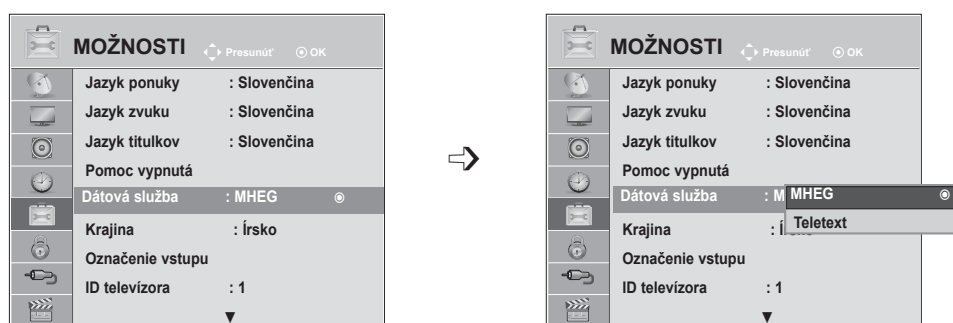 MOŽNOSTI Presunúť OK
Jazyk ponuky : Slovenčina
Jazyk zvuku : Slovenčina
Jazyk titulkov : Slovenčina
Pomoc vypnutá
Dátová služba : MHEG
Krajina : Írsko
Označenie vstupu
ID televízora : 1
MOŽNOSTI Presunúť OK
Jazyk ponuky : Slovenčina
Jazyk zvuku : Slovenčina
Jazyk titulkov : Slovenčina
Pomoc vypnutá
Dátová služba : M MHEG
Krajina : Teletext
Označenie vstupu
ID televízora : 1